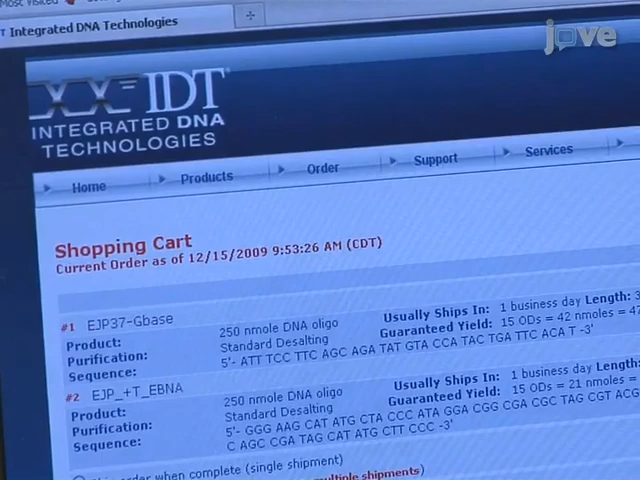 Most Visited
Integrated DNA Technologies
jove
IDT
INTEGRATED DNA
TECHNOLOGIES
Home Products Order Support Services
Shopping Cart
Current Order as of 12/15/2009 9:53:26 AM (CDT)
#1 EJP37-Gbase
Usually Ships In: 1 business day Length: 3
Product: 250 nmole DNA oligo
Guaranteed Yield: 15 ODs = 42 nmoles = 47
Purification: Standard Desalting
Sequence: 5'- ATT TCC TTC AGC AGA TAT GTA CCA TAC TGA TTC ACA T -3'
#2 EJP_+T_EBNA
Usually Ships In: 1 business day Length:
Product: 250 nmole DNA oligo
Guaranteed Yield: 15 ODs = 21 nmoles =
Purification: Standard Desalting
Sequence: 5'- GGG AAG CAT ATG CTA CCC ATA GGA CGG CGA CGC TAG CGT ACG
C AGC CGA TAG CAT ATG CTT CCC -3'
order when complete (single shipment)
multiple shipments)